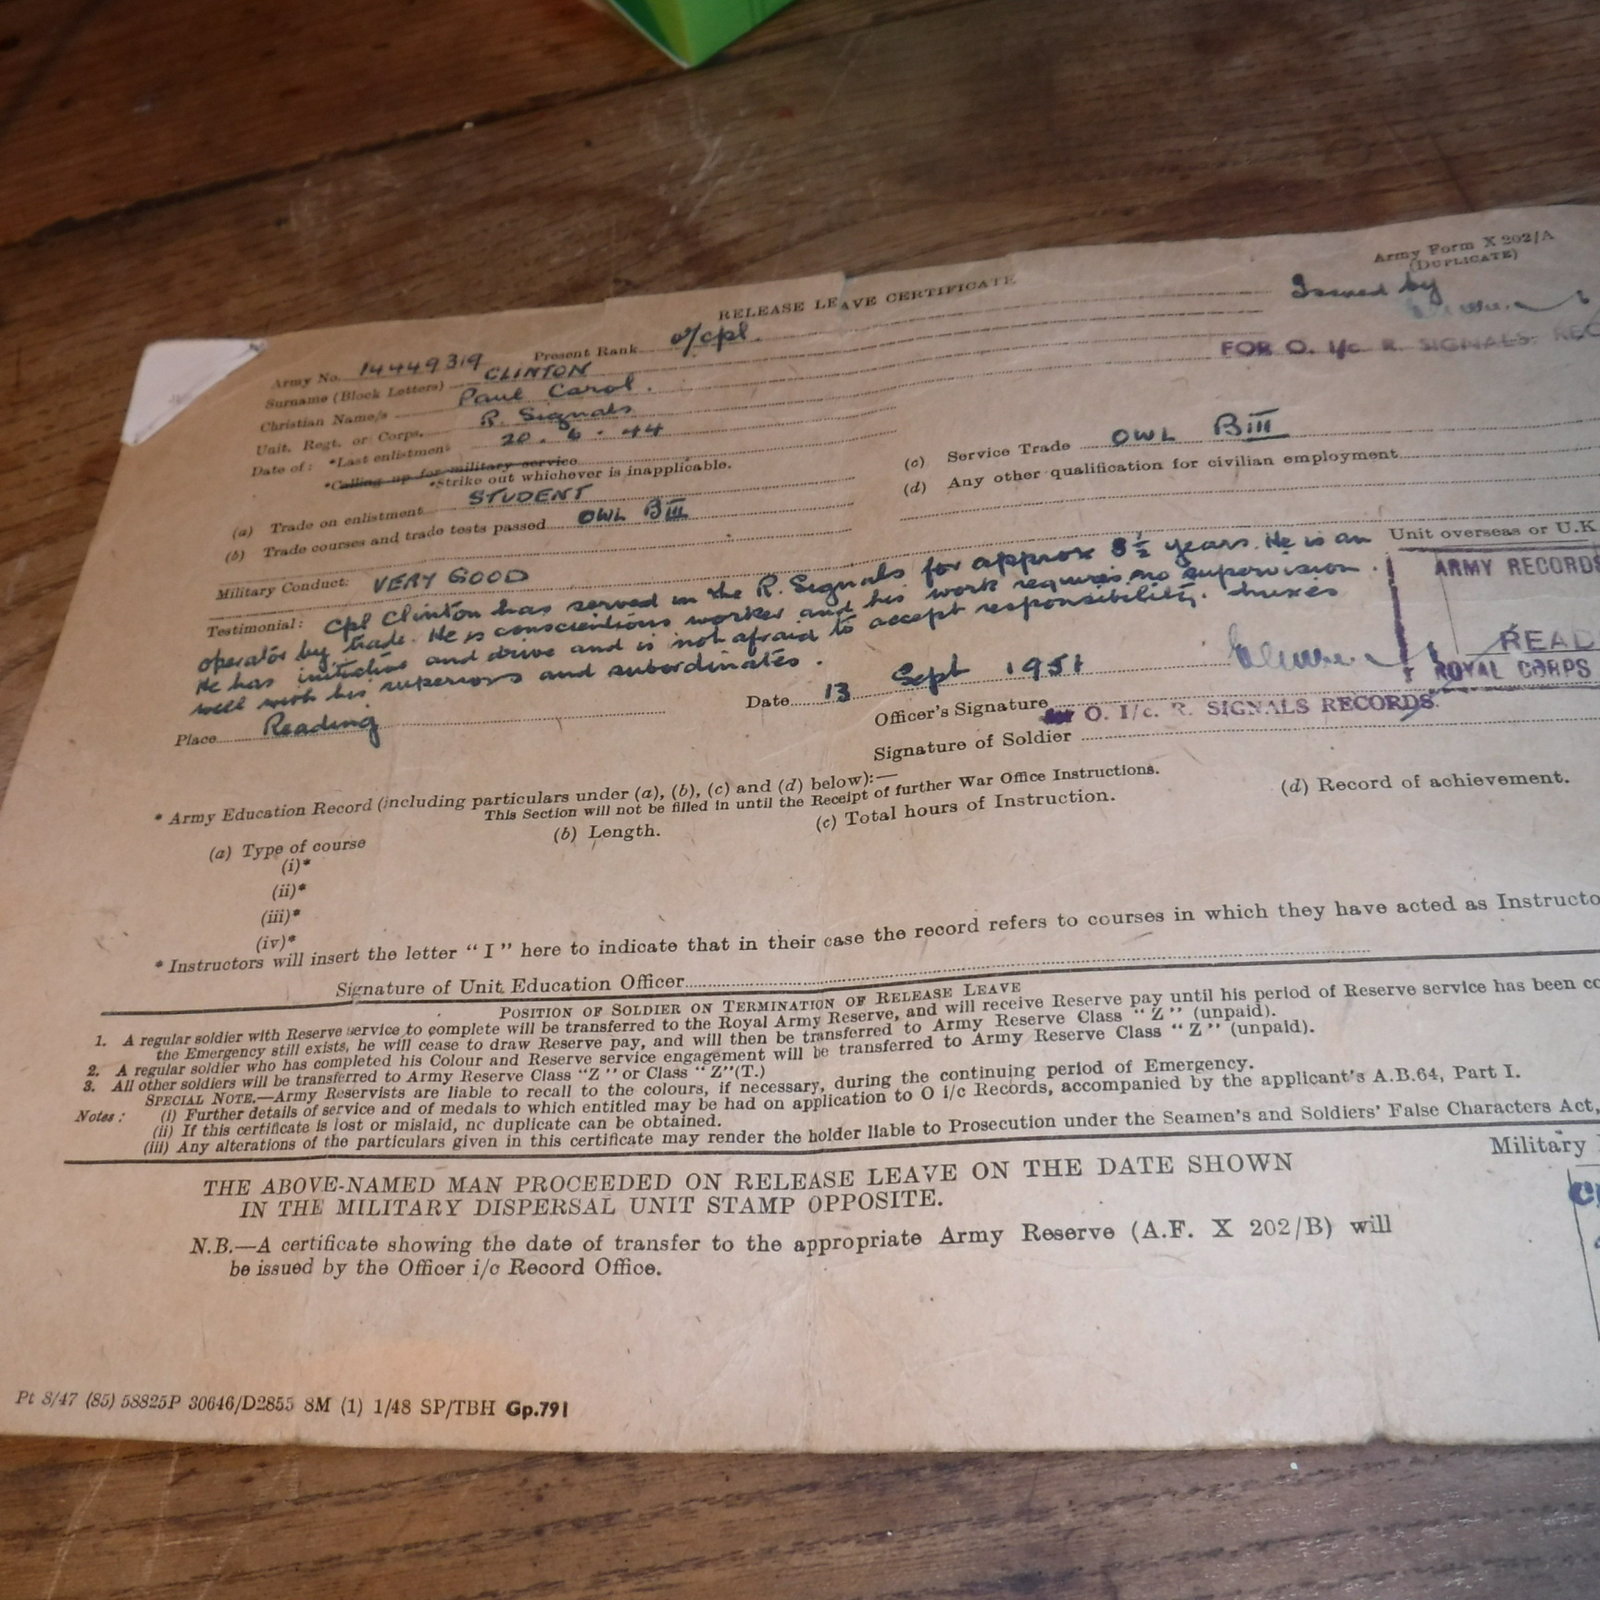 Army Form X 202/A
(DUPLICATE)
RELEASE LEAVE CERTIFICATE
Issued by
FOR O. I/c R. SIGNALS. REC
Army No. 14449319 Present Rank a/cpl.
Surname (Block Letters) CLINTON
Christian Name/s Paul Carol.
Unit. Regt. or Corps. R. Signals
Date of: *Last enlistment 20.6.44
*Calling up for military service
*Strike out whichever is inapplicable.
(a) Trade on enlistment STUDENT
(b) Trade courses and trade tests passed OWL BIII
(c) Service Trade OWL BIII
(d) Any other qualification for civilian employment
Military Conduct: VERY GOOD
Unit overseas or U.K
Testimonial: Cpl Clinton has served in the R. Signals for approx 3½ years. He is an
operator by trade. He is conscientious worker and his work requires no supervision.
He has initiative and drive and is not afraid to accept responsibility. mixes
well with his superiors and subordinates.
ARMY RECORDS
READ
ROYAL CORPS
Place Reading
Date 13 Sept 1951
Officer's Signature
O. I/c. R. SIGNALS RECORDS.
Signature of Soldier
* Army Education Record (including particulars under (a), (b), (c) and (d) below):—
This Section will not be filled in until the Receipt of further War Office Instructions.
(a) Type of course (b) Length. (c) Total hours of Instruction. (d) Record of achievement.
(i)*
(ii)*
(iii)*
(iv)*
* Instructors will insert the letter "I" here to indicate that in their case the record refers to courses in which they have acted as Instructo
Signature of Unit Education Officer
POSITION OF SOLDIER ON TERMINATION OF RELEASE LEAVE
1. A regular soldier with Reserve service to complete will be transferred to the Royal Army Reserve, and will receive Reserve pay until his period of Reserve service has been co
the Emergency still exists, he will cease to draw Reserve pay, and will then be transferred to Army Reserve Class "Z" (unpaid).
2. A regular soldier who has completed his Colour and Reserve service engagement will be transferred to Army Reserve Class "Z" (unpaid).
3. All other soldiers will be transferred to Army Reserve Class "Z" or Class "Z"(T.)
SPECIAL NOTE.—Army Reservists are liable to recall to the colours, if necessary, during the continuing period of Emergency.
Notes: (i) Further details of service and of medals to which entitled may be had on application to O i/c Records, accompanied by the applicant's A.B.64, Part I.
(ii) If this certificate is lost or mislaid, no duplicate can be obtained.
(iii) Any alterations of the particulars given in this certificate may render the holder liable to Prosecution under the Seamen's and Soldiers' False Characters Act,
Military
THE ABOVE-NAMED MAN PROCEEDED ON RELEASE LEAVE ON THE DATE SHOWN
IN THE MILITARY DISPERSAL UNIT STAMP OPPOSITE.
N.B.—A certificate showing the date of transfer to the appropriate Army Reserve (A.F. X 202/B) will
be issued by the Officer i/c Record Office.
Pt 8/47 (85) 58825P 30646/D2855 8M (1) 1/48 SP/TBH Gp.791